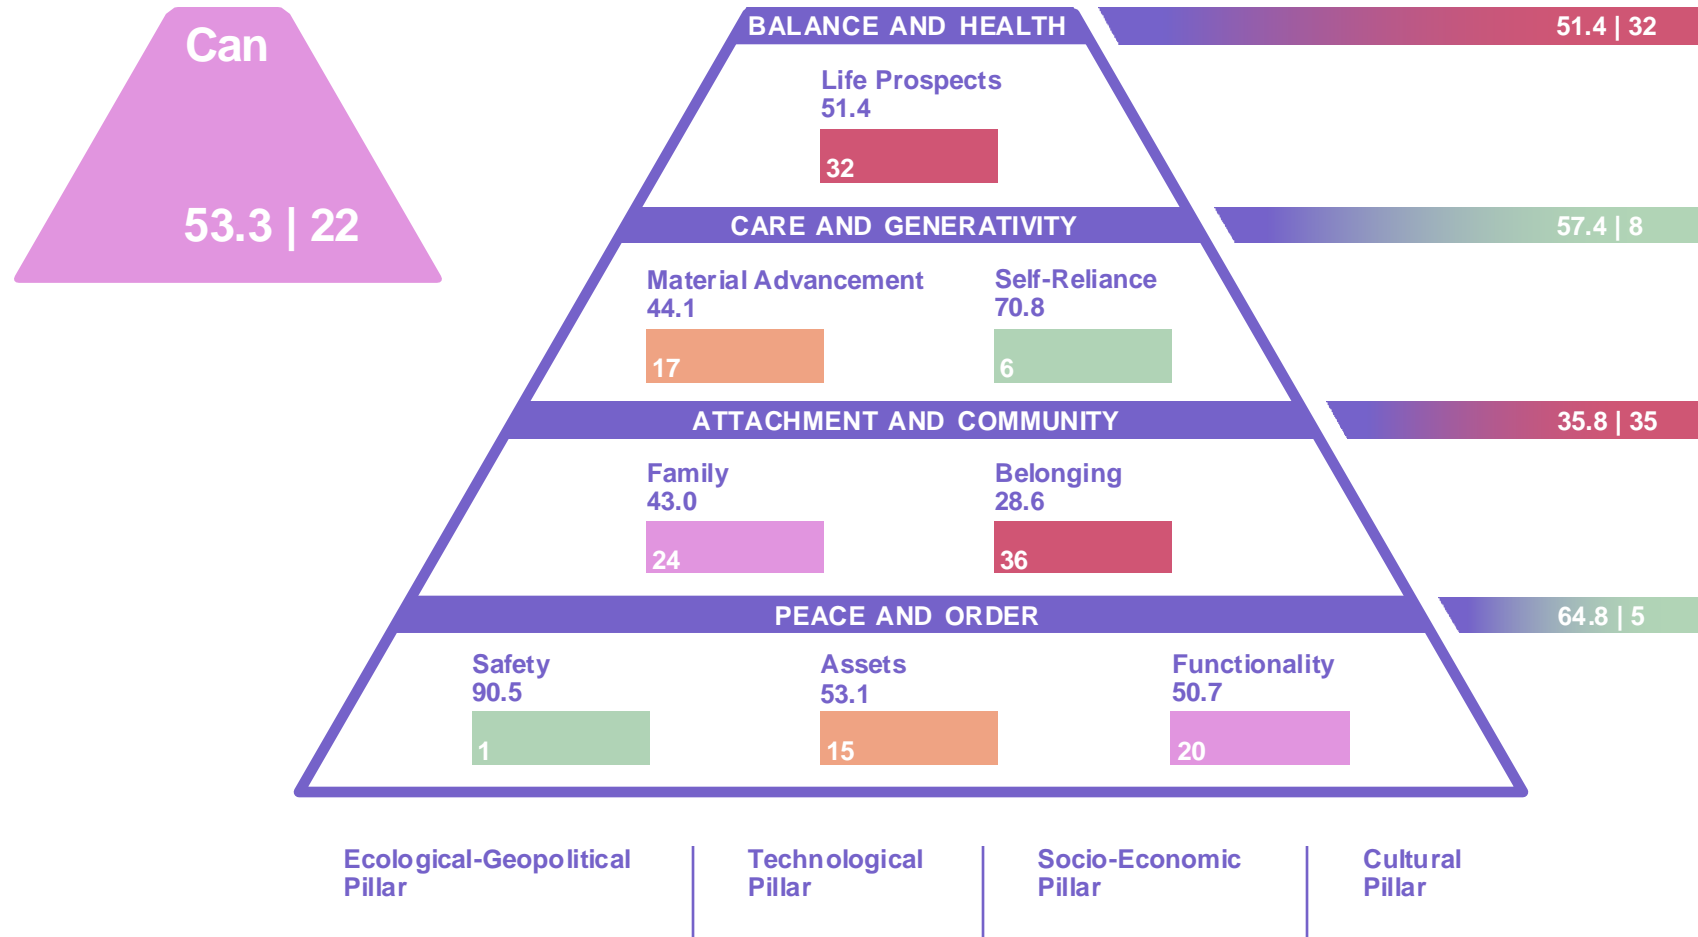 Can
53.3 | 22
BALANCE AND HEALTH
51.4 | 32
Life Prospects
51.4
32
CARE AND GENERATIVITY
57.4 | 8
Material Advancement
44.1
17
Self-Reliance
70.8
6
ATTACHMENT AND COMMUNITY
35.8 | 35
Family
43.0
24
Belonging
28.6
36
PEACE AND ORDER
64.8 | 5
Safety
90.5
1
Assets
53.1
15
Functionality
50.7
20
Ecological-Geopolitical
Pillar
Technological
Pillar
Socio-Economic
Pillar
Cultural
Pillar